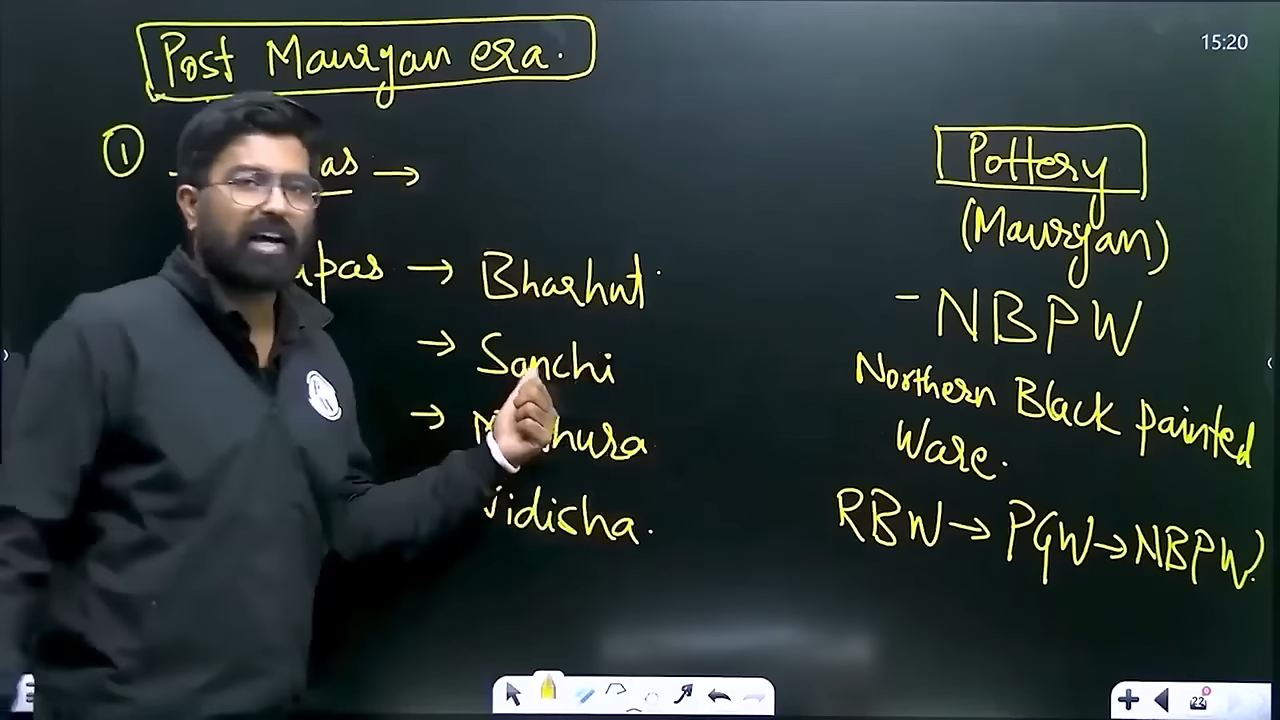 Post Mauryan era.
15:20
①
→
→ Bharhut
→ Sanchi
→
Vidisha.
Pottery
(Mauryan)
- NBPW
Northern Black painted
Ware.
RBW → PGW → NBPW.
22